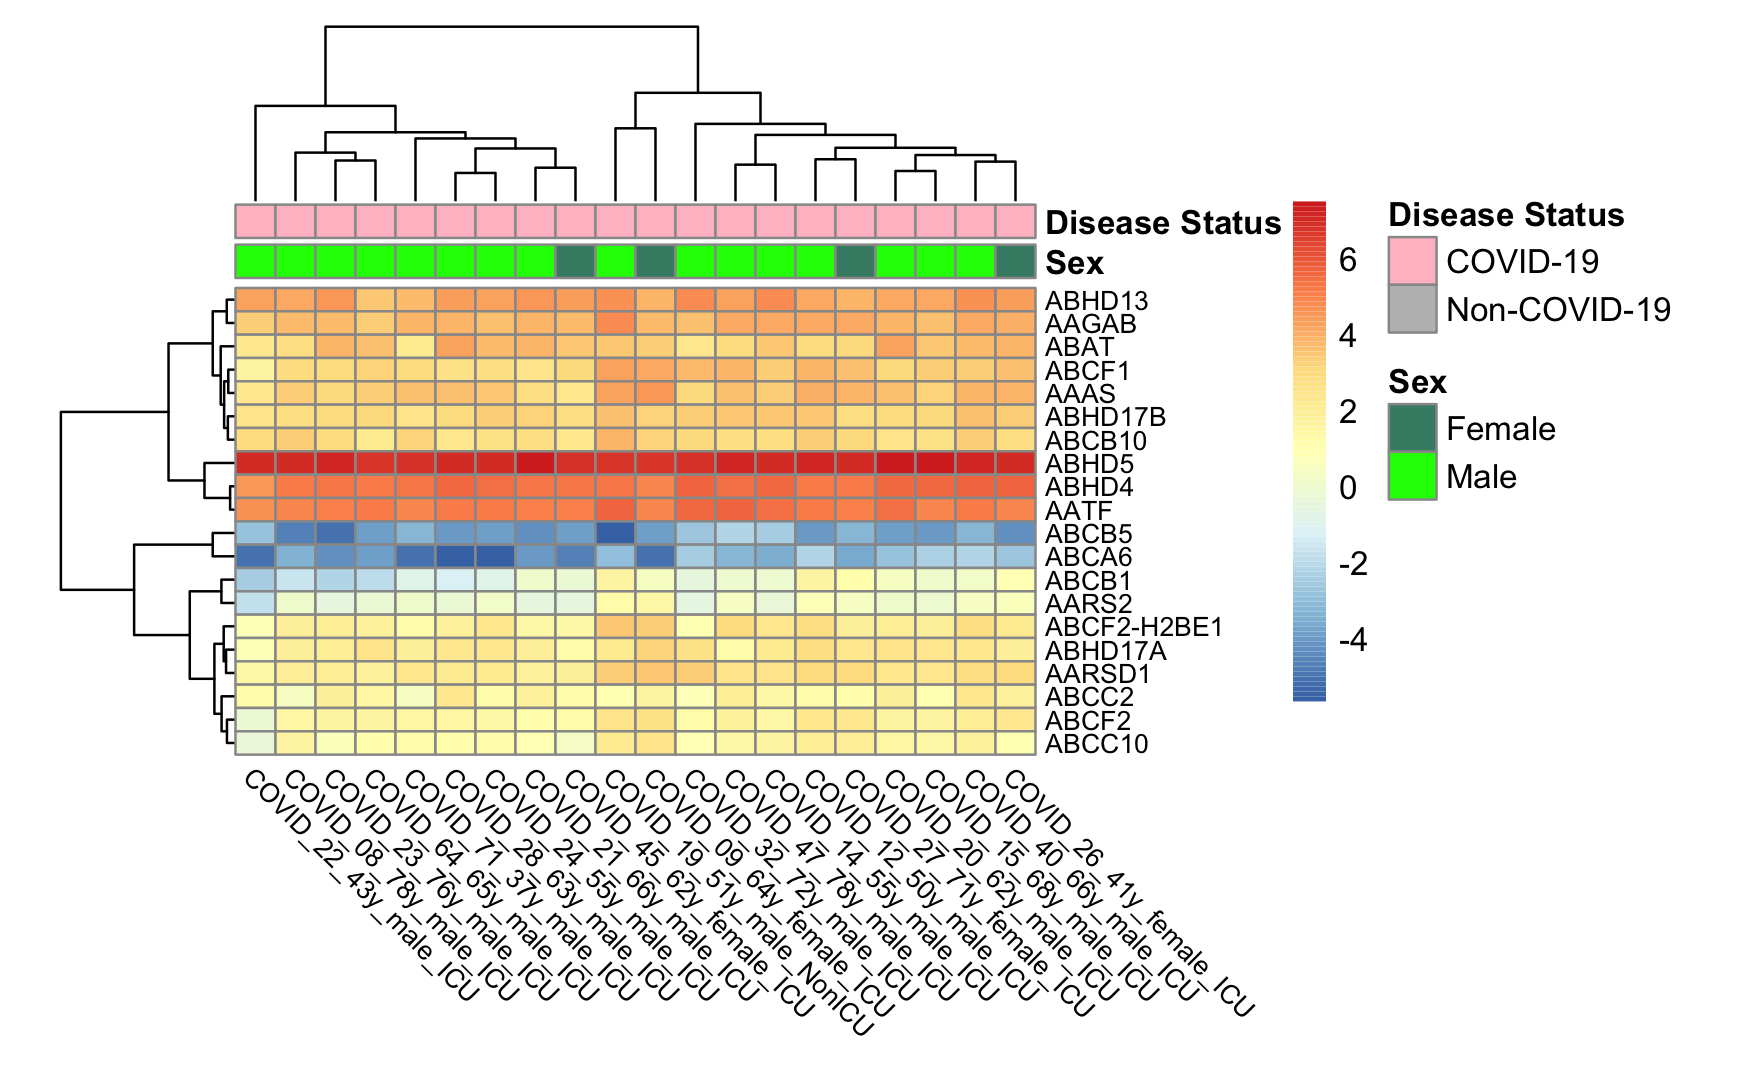 Disease Status
Sex
ABHD13
AAGAB
ABAT
ABCF1
AAAS
ABHD17B
ABCB10
ABHD5
ABHD4
AATF
ABCB5
ABCA6
ABCB1
AARS2
ABCF2-H2BE1
ABHD17A
AARSD1
ABCC2
ABCF2
ABCC10
COVID_22_43y_male_ICU
COVID_08_78y_male_ICU
COVID_23_76y_male_ICU
COVID_64_65y_male_ICU
COVID_71_37y_male_ICU
COVID_28_63y_male_ICU
COVID_24_55y_male_ICU
COVID_21_66y_male_ICU
COVID_45_62y_female_ICU
COVID_19_51y_male_NonICU
COVID_09_64y_female_ICU
COVID_32_72y_male_ICU
COVID_47_78y_male_ICU
COVID_14_55y_male_ICU
COVID_12_50y_male_ICU
COVID_27_71y_female_ICU
COVID_20_62y_male_ICU
COVID_15_68y_male_ICU
COVID_40_66y_male_ICU
COVID_26_41y_female_ICU
6
4
2
0
-2
-4
Disease Status
COVID-19
Non-COVID-19
Sex
Female
Male